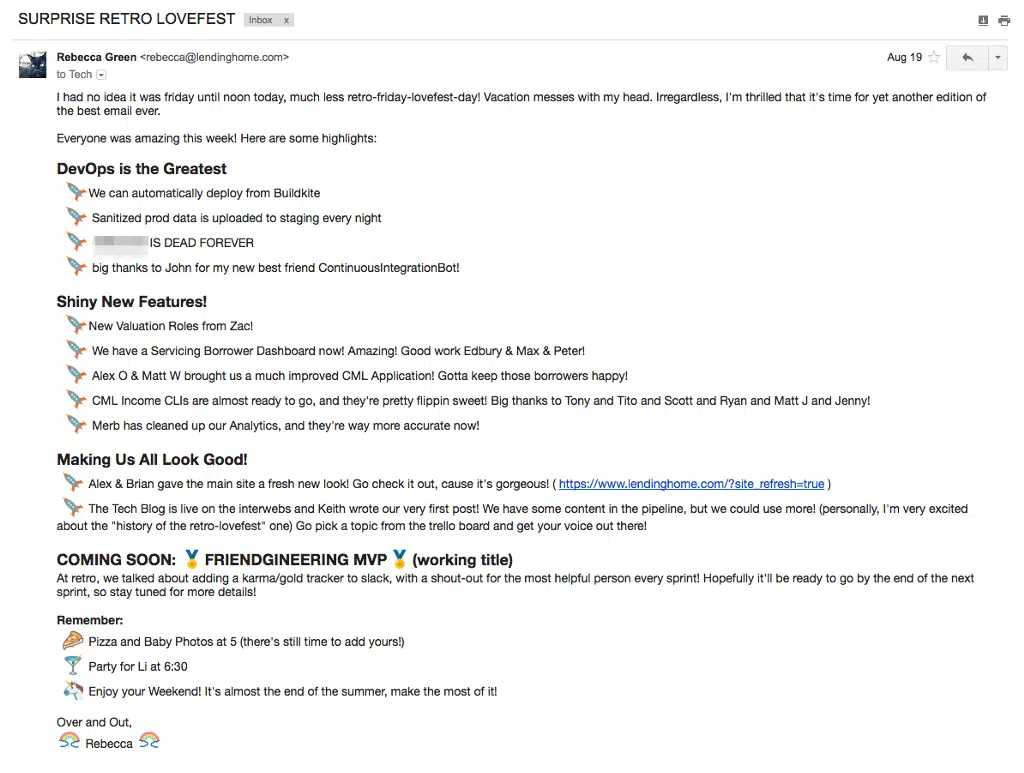 SURPRISE RETRO LOVEFEST Inbox x
Rebecca Green <rebecca@lendinghome.com> Aug 19
to Tech
I had no idea it was friday until noon today, much less retro-friday-lovefest-day! Vacation messes with my head. Irregardless, I'm thrilled that it's time for yet another edition of
the best email ever.
Everyone was amazing this week! Here are some highlights:
DevOps is the Greatest
We can automatically deploy from Buildkite
Sanitized prod data is uploaded to staging every night
IS DEAD FOREVER
big thanks to John for my new best friend ContinuousIntegrationBot!
Shiny New Features!
New Valuation Roles from Zac!
We have a Servicing Borrower Dashboard now! Amazing! Good work Edbury & Max & Peter!
Alex O & Matt W brought us a much improved CML Application! Gotta keep those borrowers happy!
CML Income CLIs are almost ready to go, and they're pretty flippin sweet! Big thanks to Tony and Tito and Scott and Ryan and Matt J and Jenny!
Merb has cleaned up our Analytics, and they're way more accurate now!
Making Us All Look Good!
Alex & Brian gave the main site a fresh new look! Go check it out, cause it's gorgeous! ( https://www.lendinghome.com/?site_refresh=true )
The Tech Blog is live on the interwebs and Keith wrote our very first post! We have some content in the pipeline, but we could use more! (personally, I'm very excited
about the "history of the retro-lovefest" one) Go pick a topic from the trello board and get your voice out there!
COMING SOON: 🏅 FRIENDGINEERING MVP 🏅 (working title)
At retro, we talked about adding a karma/gold tracker to slack, with a shout-out for the most helpful person every sprint! Hopefully it'll be ready to go by the end of the next
sprint, so stay tuned for more details!
Remember:
Pizza and Baby Photos at 5 (there's still time to add yours!)
Party for Li at 6:30
Enjoy your Weekend! It's almost the end of the summer, make the most of it!
Over and Out,
Rebecca